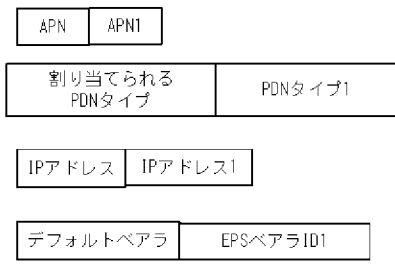 APN APN1
割り当てられる
PDNタイプ PDNタイプ1
IPアドレス IPアドレス1
デフォルトベアラ EPSベアラID1